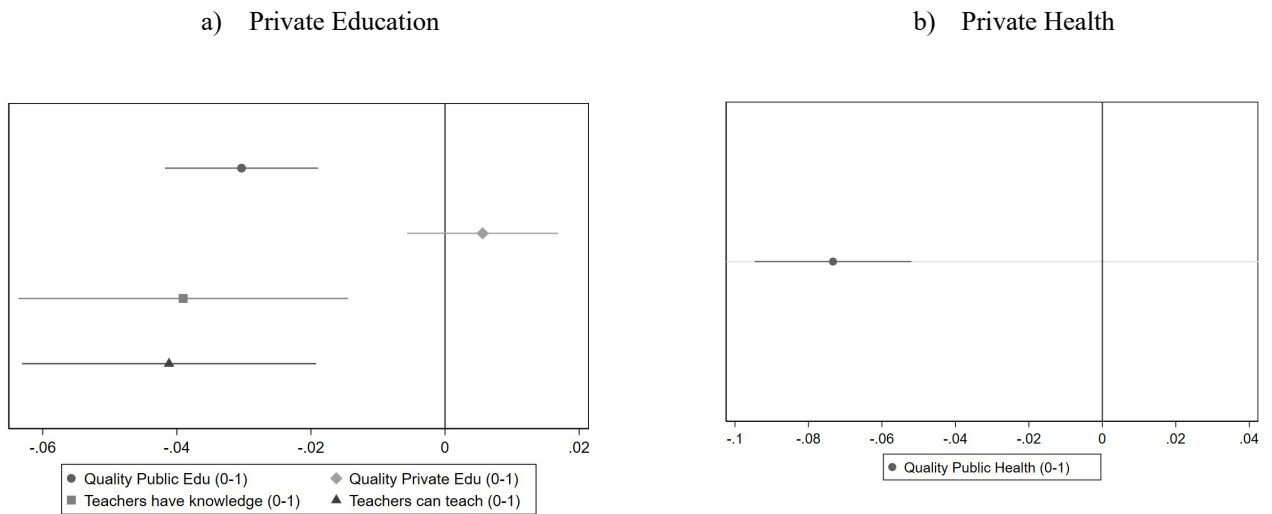 a) Private Education
b) Private Health
-.06 -.04 -.02 0 .02
Quality Public Edu (0-1) Quality Private Edu (0-1)
Teachers have knowledge (0-1) Teachers can teach (0-1)
-.1 -.08 -.06 -.04 -.02 0 .02 .04
Quality Public Health (0-1)